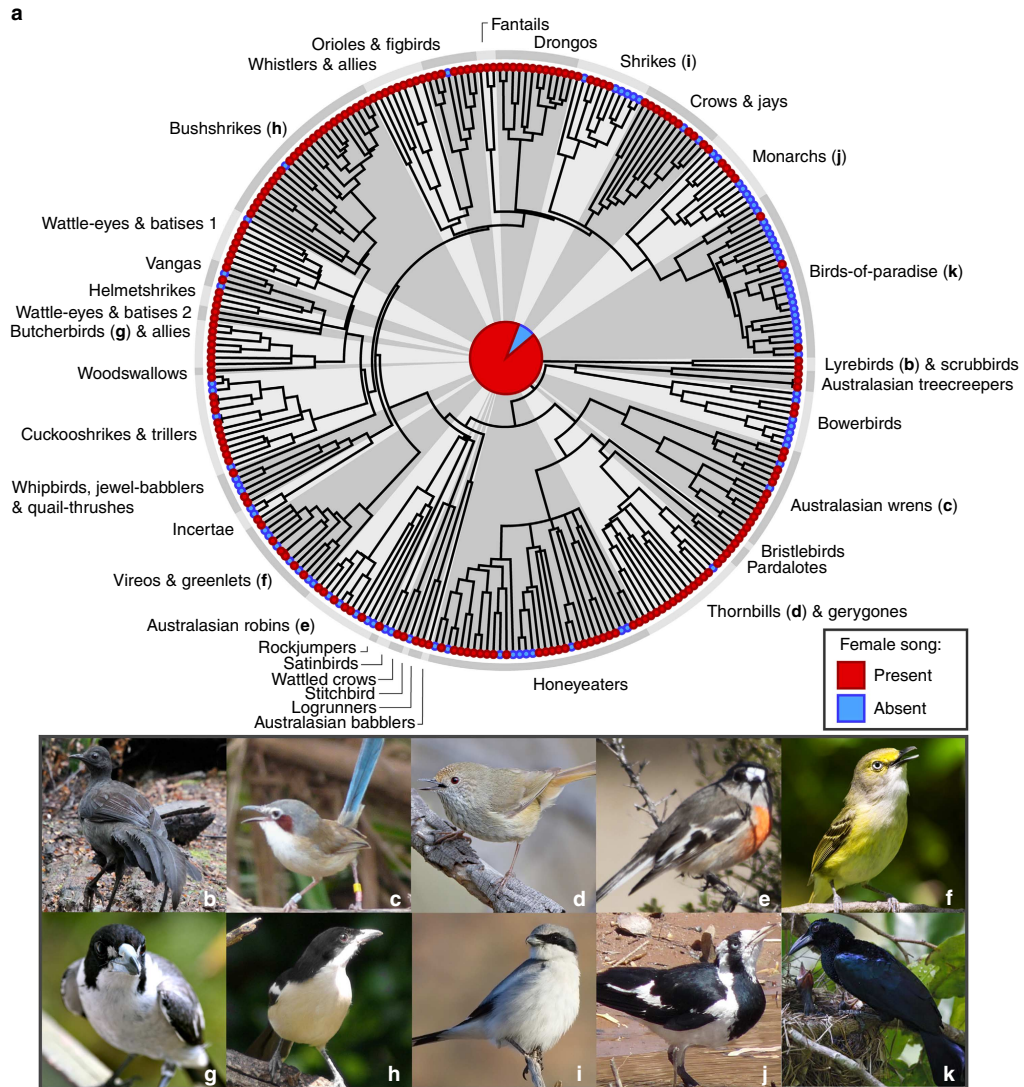 a
Fantails
Orioles & figbirds
Drongos
Whistlers & allies
Shrikes (i)
Crows & jays
Bushshrikes (h)
Monarchs (j)
Wattle-eyes & batises 1
Vangas
Birds-of-paradise (k)
Helmetshrikes
Wattle-eyes & batises 2
Butcherbirds (g) & allies
Lyrebirds (b) & scrubbirds
Woodswallows
Australasian treecreepers
Bowerbirds
Cuckooshrikes & trillers
Whipbirds, jewel-babblers
& quail-thrushes
Australasian wrens (c)
Incertae
Bristlebirds
Pardalotes
Vireos & greenlets (f)
Thornbills (d) & gerygones
Australasian robins (e)
Rockjumpers
Satinbirds
Wattled crows
Stitchbird
Logrunners
Australasian babblers
Honeyeaters
Female song:
Present
Absent
b
c
d
e
f
g
h
i
j
k